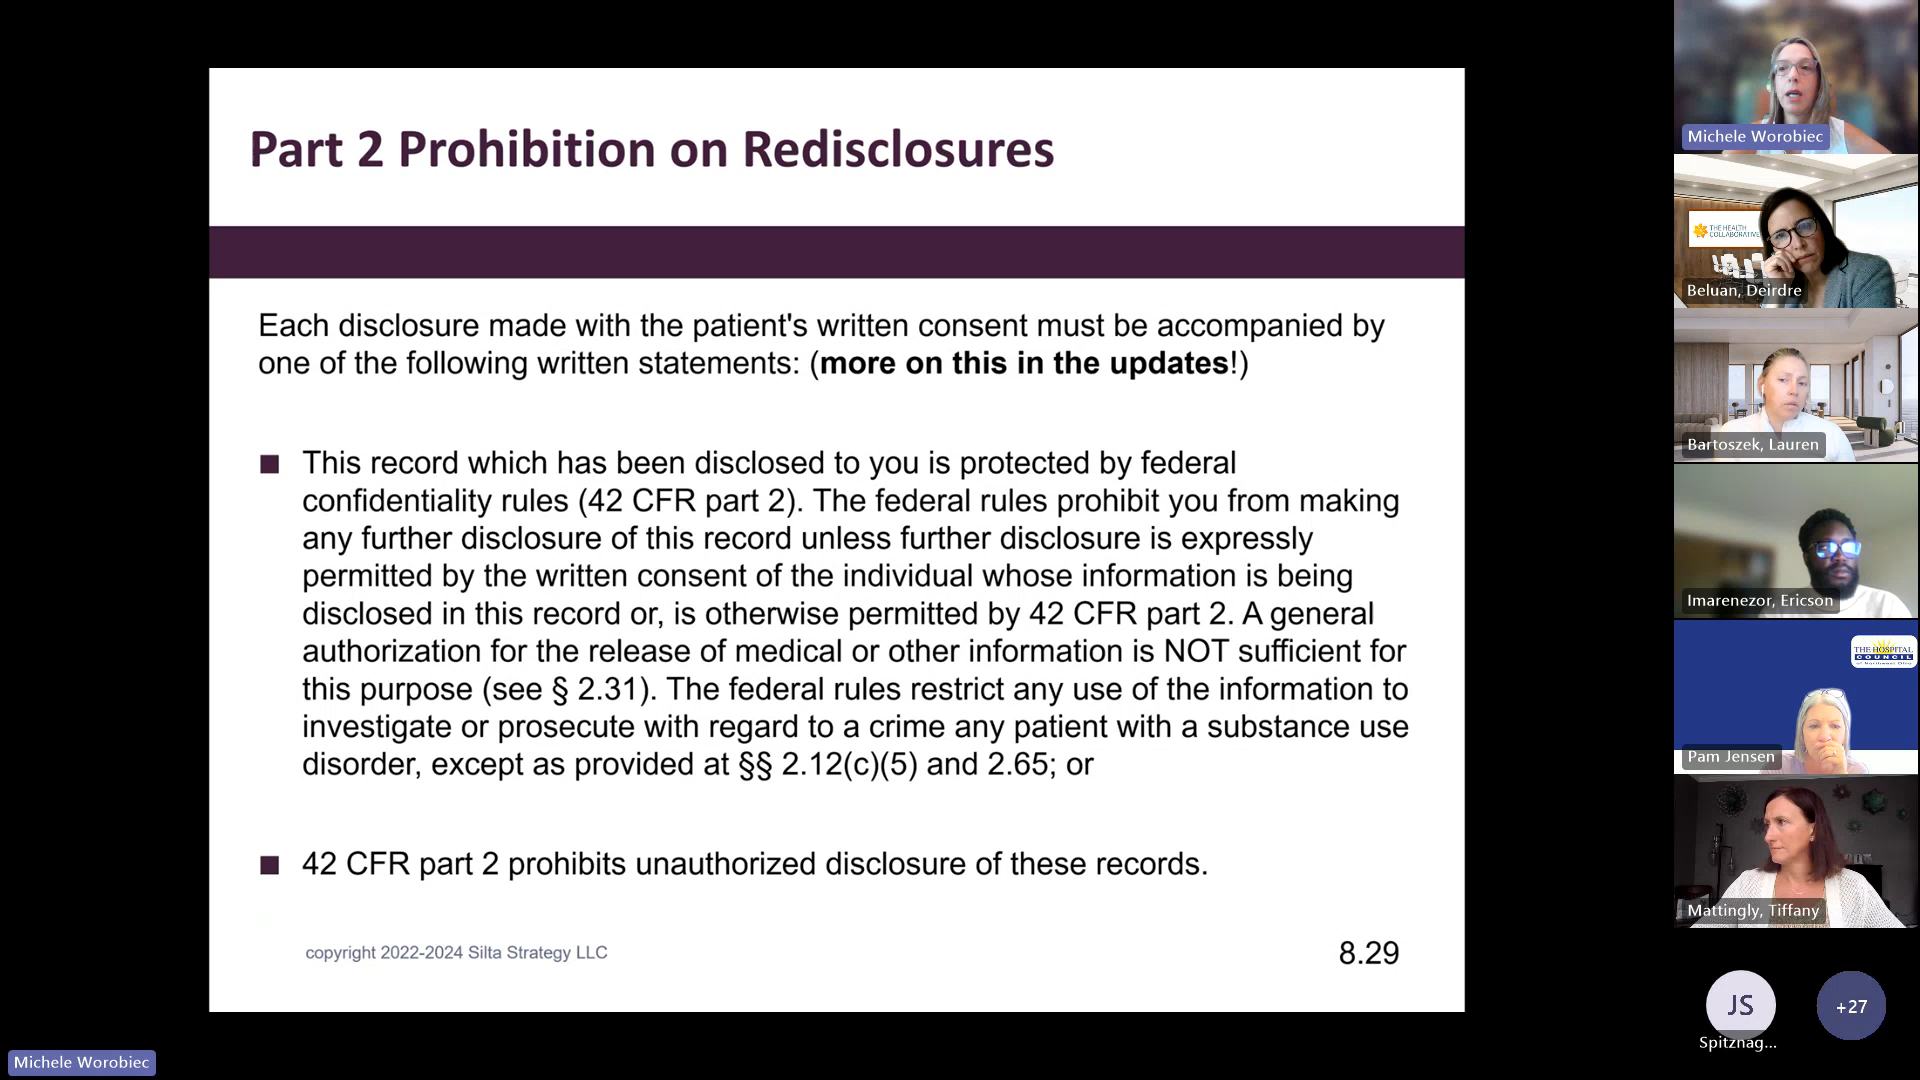 Part 2 Prohibition on Redisclosures
Each disclosure made with the patient's written consent must be accompanied by
one of the following written statements: (more on this in the updates!)
This record which has been disclosed to you is protected by federal
confidentiality rules (42 CFR part 2). The federal rules prohibit you from making
any further disclosure of this record unless further disclosure is expressly
permitted by the written consent of the individual whose information is being
disclosed in this record or, is otherwise permitted by 42 CFR part 2. A general
authorization for the release of medical or other information is NOT sufficient for
this purpose (see § 2.31). The federal rules restrict any use of the information to
investigate or prosecute with regard to a crime any patient with a substance use
disorder, except as provided at §§ 2.12(c)(5) and 2.65; or
42 CFR part 2 prohibits unauthorized disclosure of these records.
copyright 2022-2024 Silta Strategy LLC
8.29
Michele Worobiec
Michele Worobiec
THE HEALTH
COLLABORATIVE
Beluan, Deirdre
Bartoszek, Lauren
Imarenezor, Ericson
THE HOSPITAL
COUNCIL
of Northwest Ohio
Pam Jensen
Mattingly, Tiffany
JS
+27
Spitznag...